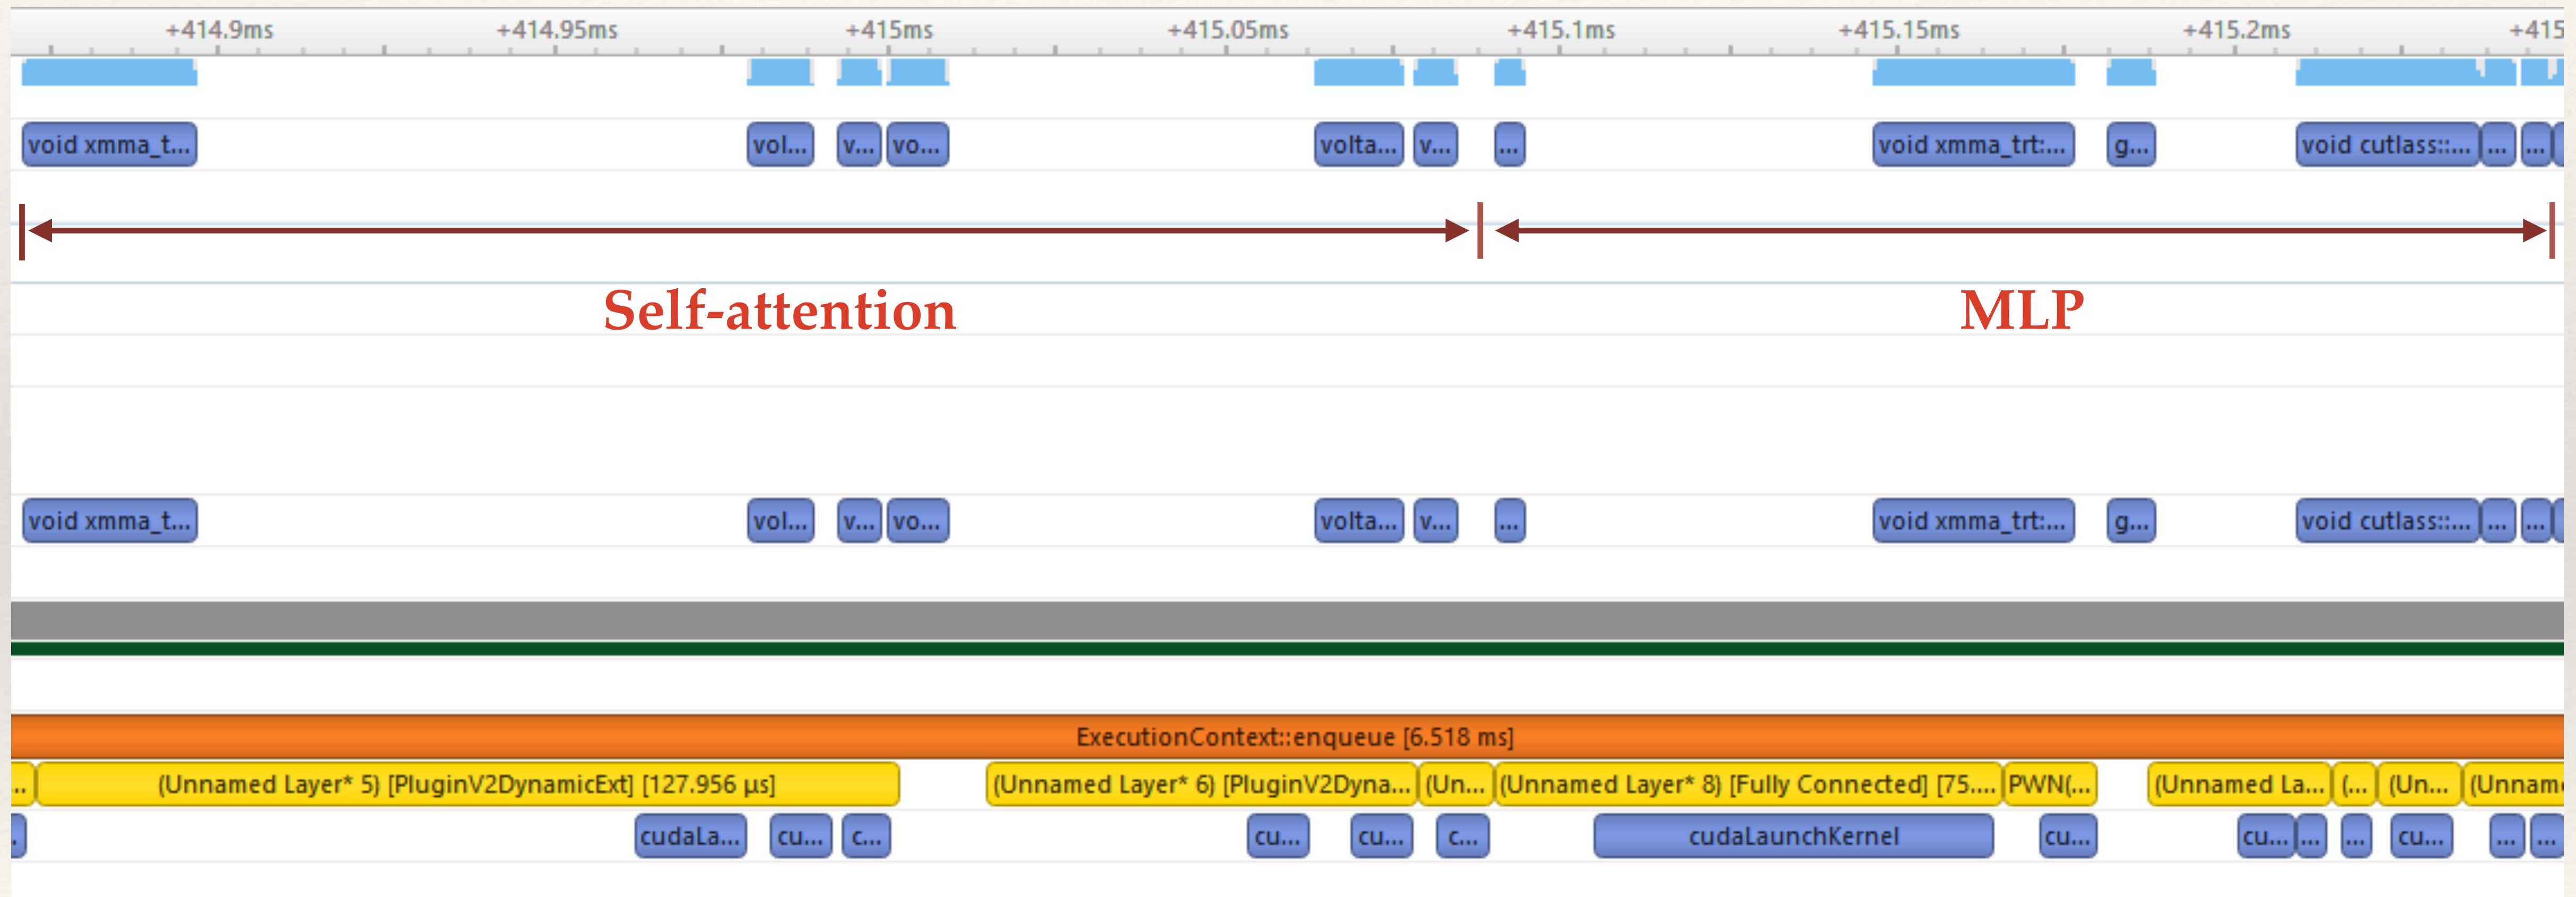 +414.9ms +414.95ms +415ms +415.05ms +415.1ms +415.15ms +415.2ms +415
void xmma_t... vol... v... vo... volta... v... ... void xmma_trt:... g... void cutlass::... ... ...
Self-attention MLP
void xmma_t... vol... v... vo... volta... v... ... void xmma_trt:... g... void cutlass::... ... ...
ExecutionContext::enqueue [6.518 ms]
... (Unnamed Layer* 5) [PluginV2DynamicExt] [127.956 μs] (Unnamed Layer* 6) [PluginV2Dyna... (Un... (Unnamed Layer* 8) [Fully Connected] [75.... PWN(... (Unnamed La... (... (Un... (Unnam
. cudaLa... cu... c... cu... cu... c... cudaLaunchKernel cu... cu... ... ... cu... ... ...